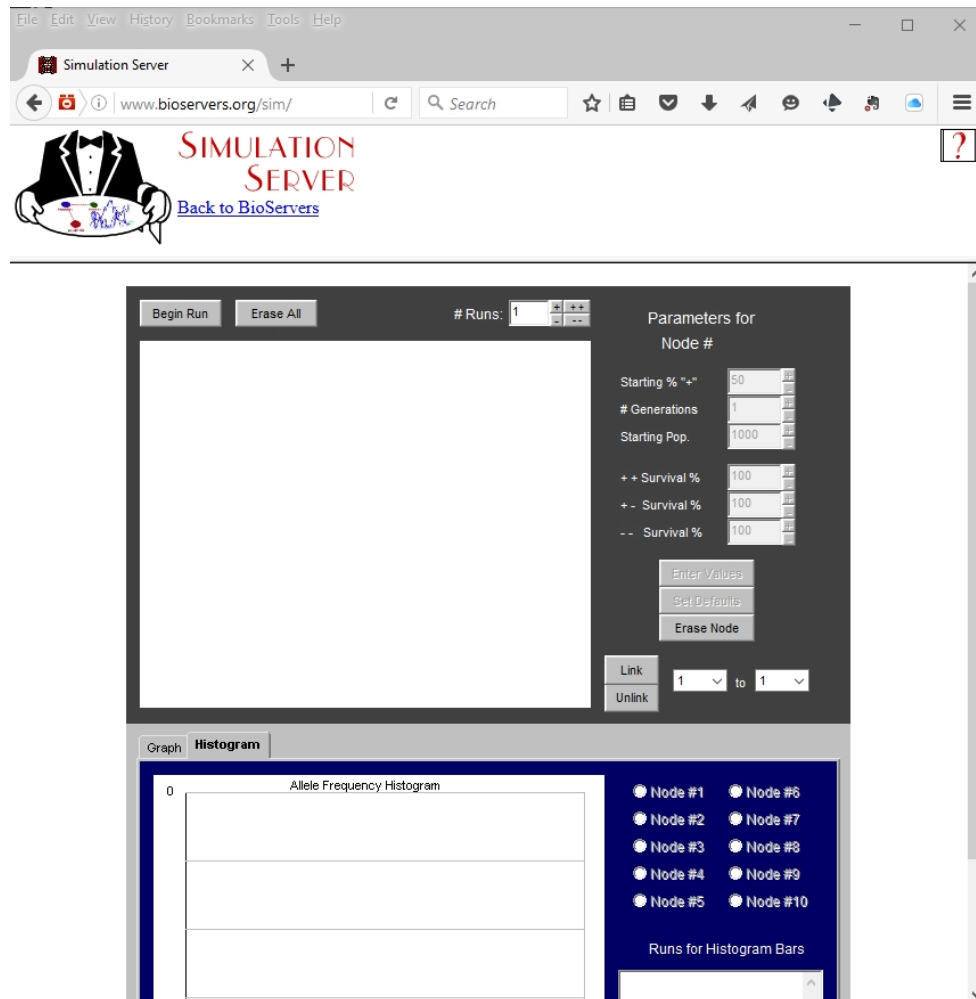 File Edit View History Bookmarks Tools Help
Simulation Server
www.bioservers.org/sim/
Search
SIMULATION
SERVER
Back to BioServers
?
Begin Run Erase All # Runs: 1 + ++
- --
Parameters for
Node #
Starting % "+" 50 + -
# Generations 1 + -
Starting Pop. 1000 + -
+ + Survival % 100 + -
+ - Survival % 100 + -
- - Survival % 100 + -
Enter Values
Set Defaults
Erase Node
Link
Unlink
1 to 1
Graph Histogram
0
Allele Frequency Histogram
Node #1 Node #6
Node #2 Node #7
Node #3 Node #8
Node #4 Node #9
Node #5 Node #10
Runs for Histogram Bars